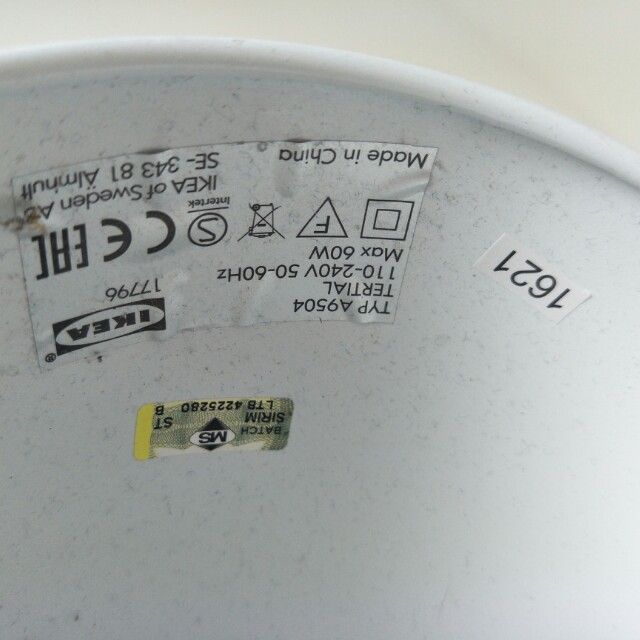 TYP A9504
TERTIAL
110-240V 50-60Hz
Max 60W
IKEA®
17796
F
CE
EAC
S
Intertek
Made in China
IKEA of Sweden AB
SE- 343 81 Älmhult
1621
BATCH
SIRIM
LTB 4225280
MS
ST
B